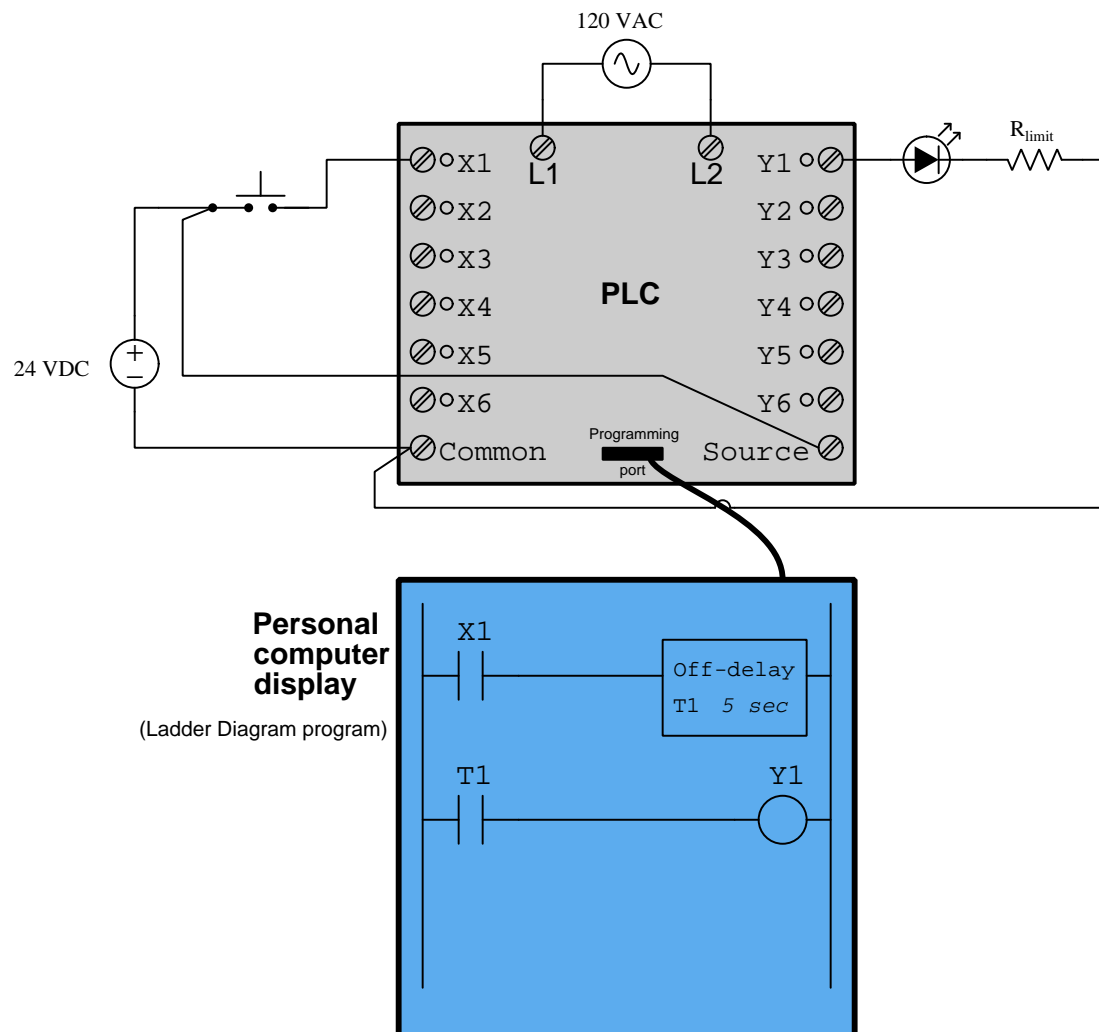 120 VAC
R_limit
X1
L1
L2
Y1
X2
Y2
X3
Y3
PLC
X4
Y4
24 VDC
X5
Y5
X6
Y6
Common
Programming
port
Source
Personal
computer
display
(Ladder Diagram program)
X1
Off-delay
T1 5 sec
T1
Y1